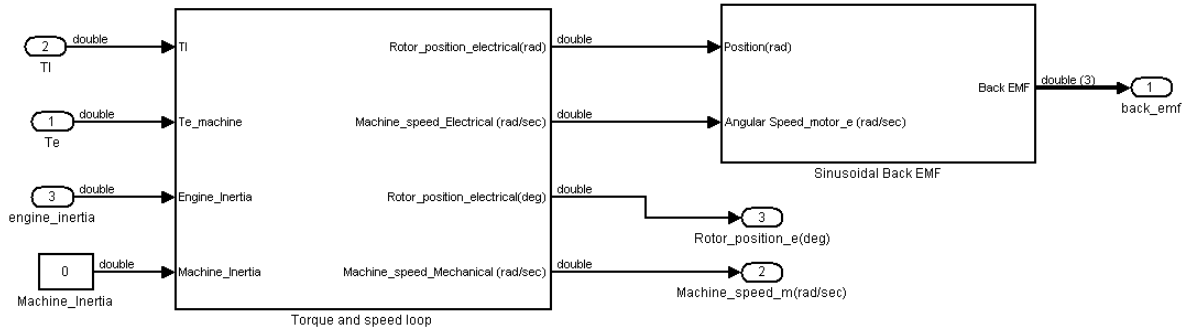 2
double
Tl
Tl
Rotor_position_electrical(rad)
double
Position(rad)
Back EMF
double (3)
1
back_emf
1
double
Te
Te_machine
Machine_speed_Electrical (rad/sec)
double
Angular Speed_motor_e (rad/sec)
Sinusoidal Back EMF
3
double
engine_inertia
Engine_Inertia
Rotor_position_electrical(deg)
double
3
Rotor_position_e(deg)
0
double
Machine_Inertia
Machine_Inertia
Machine_speed_Mechanical (rad/sec)
double
2
Machine_speed_m(rad/sec)
Torque and speed loop